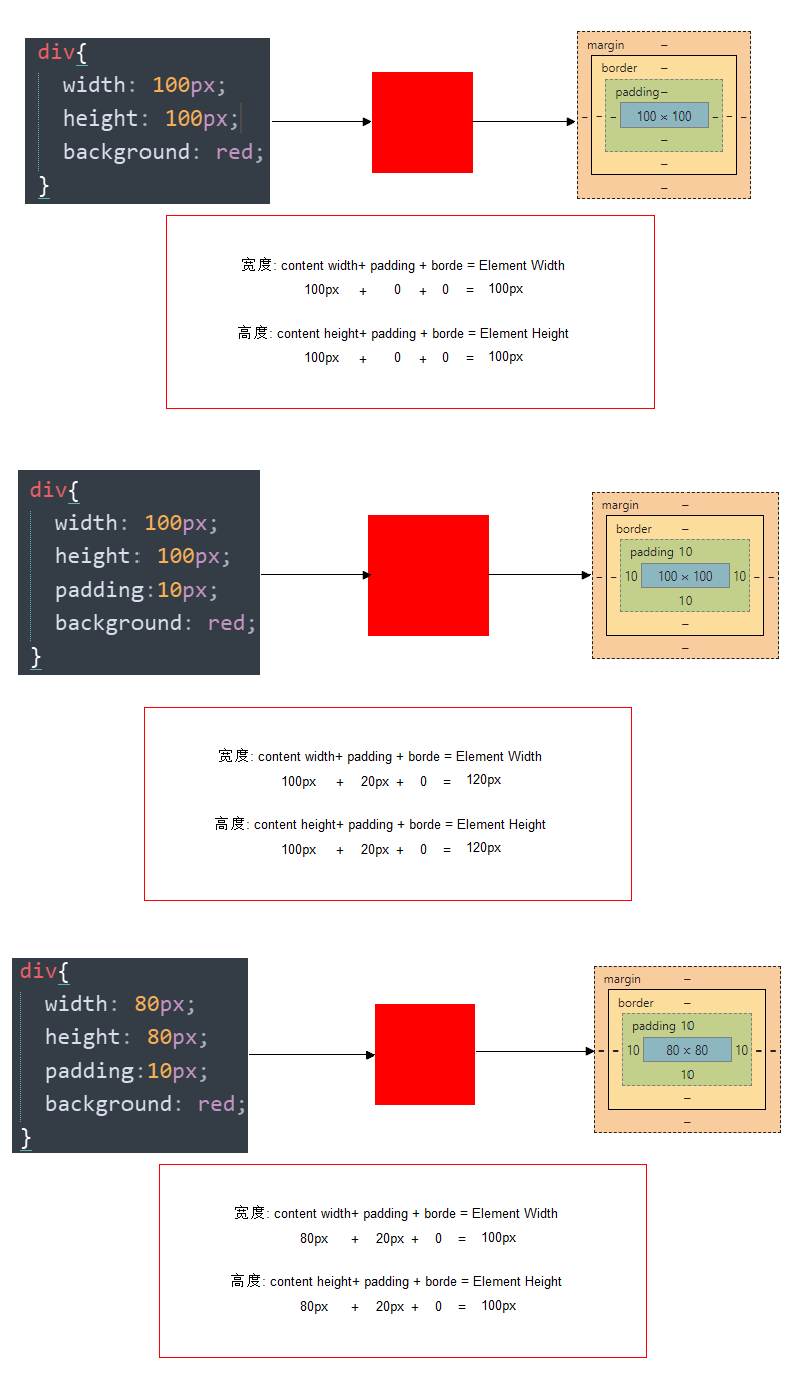 div{
width: 100px;
height: 100px;
background: red;
}
margin –
border –
padding –
– – – 100 × 100 – – –
–
–
–
宽度: content width+ padding + borde = Element Width
100px + 0 + 0 = 100px
高度: content height+ padding + borde = Element Height
100px + 0 + 0 = 100px
div{
width: 100px;
height: 100px;
padding:10px;
background: red;
}
margin –
border –
padding 10
– – 10 100 × 100 10 – –
10
–
–
宽度: content width+ padding + borde = Element Width
100px + 20px + 0 = 120px
高度: content height+ padding + borde = Element Height
100px + 20px + 0 = 120px
div{
width: 80px;
height: 80px;
padding:10px;
background: red;
}
margin –
border –
padding 10
– – 10 80 × 80 10 – –
10
–
–
宽度: content width+ padding + borde = Element Width
80px + 20px + 0 = 100px
高度: content height+ padding + borde = Element Height
80px + 20px + 0 = 100px